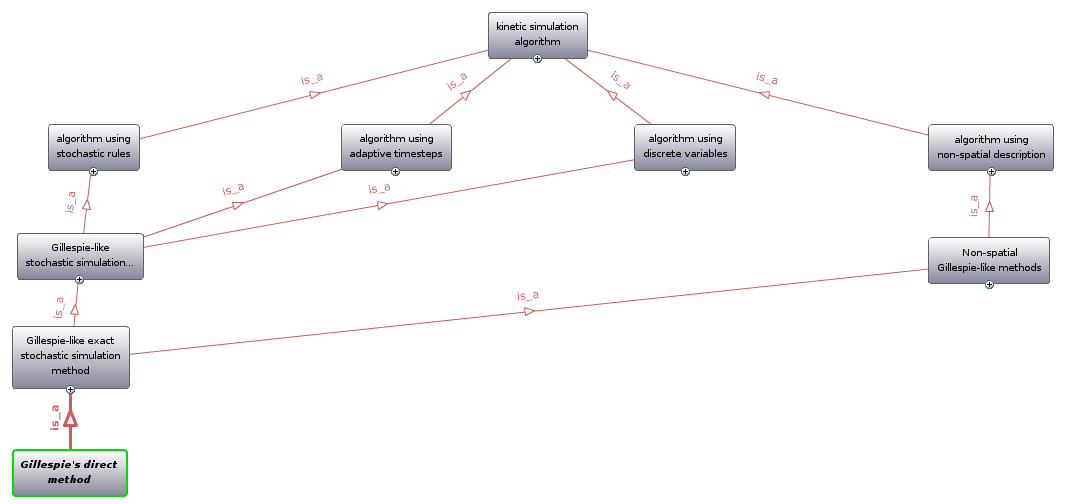 kinetic simulation
algorithm
is_a
is_a
is_a
is_a
algorithm using
stochastic rules
algorithm using
adaptive timesteps
algorithm using
discrete variables
algorithm using
non-spatial description
is_a
is_a
is_a
is_a
Gillespie-like
stochastic simulation...
Non-spatial
Gillespie-like methods
is_a
is_a
Gillespie-like exact
stochastic simulation
method
is_a
Gillespie's direct
method